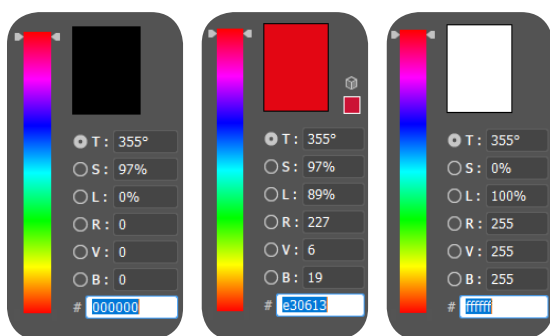 T: 355°
S: 97%
L: 0%
R: 0
V: 0
B: 0
# 000000
T: 355°
S: 97%
L: 89%
R: 227
V: 6
B: 19
# e30613
T: 355°
S: 0%
L: 100%
R: 255
V: 255
B: 255
# ffffff